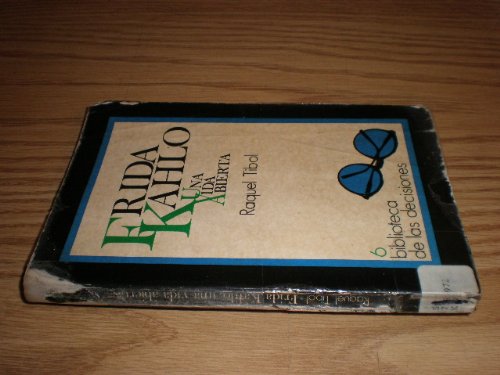 FRIDA
KAHLO
UNA
VIDA
ABIERTA
Raquel Tibol
6
biblioteca
de las decisiones
Raquel Tibol Frida Kahlo: una vida abierta